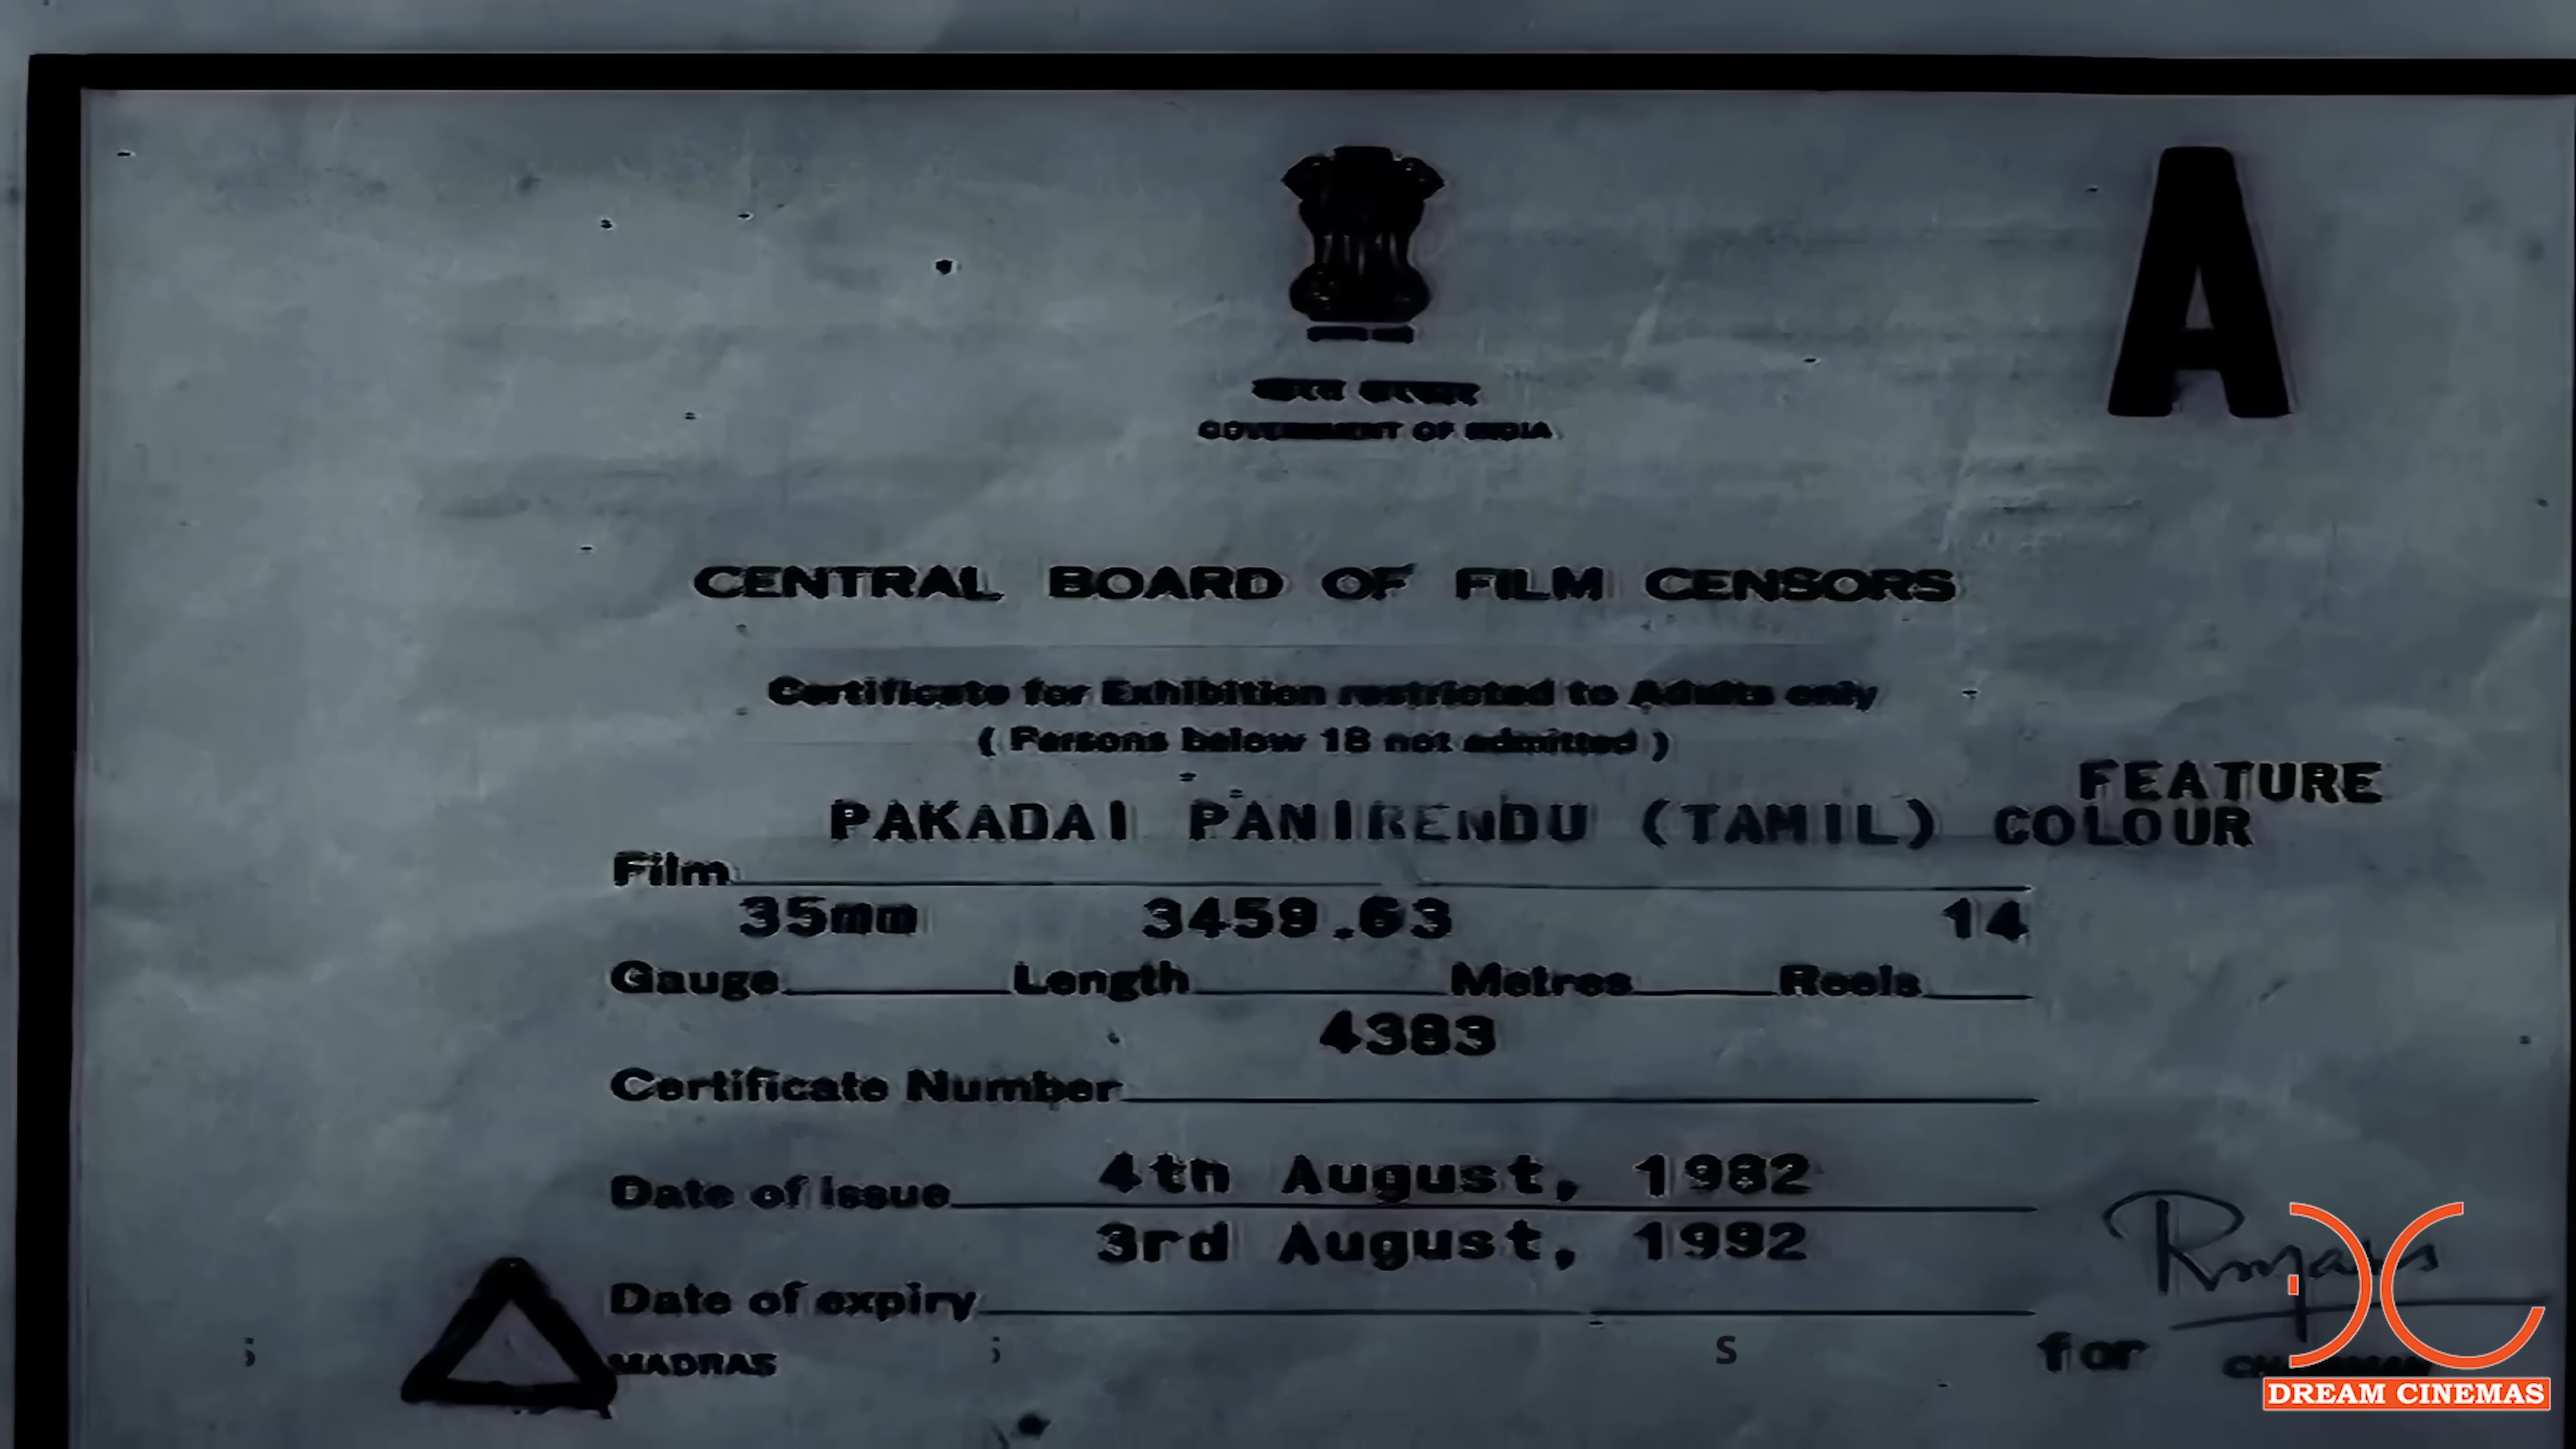 A
भारत सरकार
GOVERNMENT OF INDIA
CENTRAL BOARD OF FILM CENSORS
Certificate for Exhibition restricted to Adults only
( Persons below 18 not admitted )
FEATURE
PAKADAI PANIRENDU (TAMIL) COLOUR
Film
35mm 3459.63 14
Gauge Length Metres Reels
4383
Certificate Number
4th August, 1982
Date of issue
3rd August, 1992
Date of expiry
MADRAS
S
for
DREAM CINEMAS